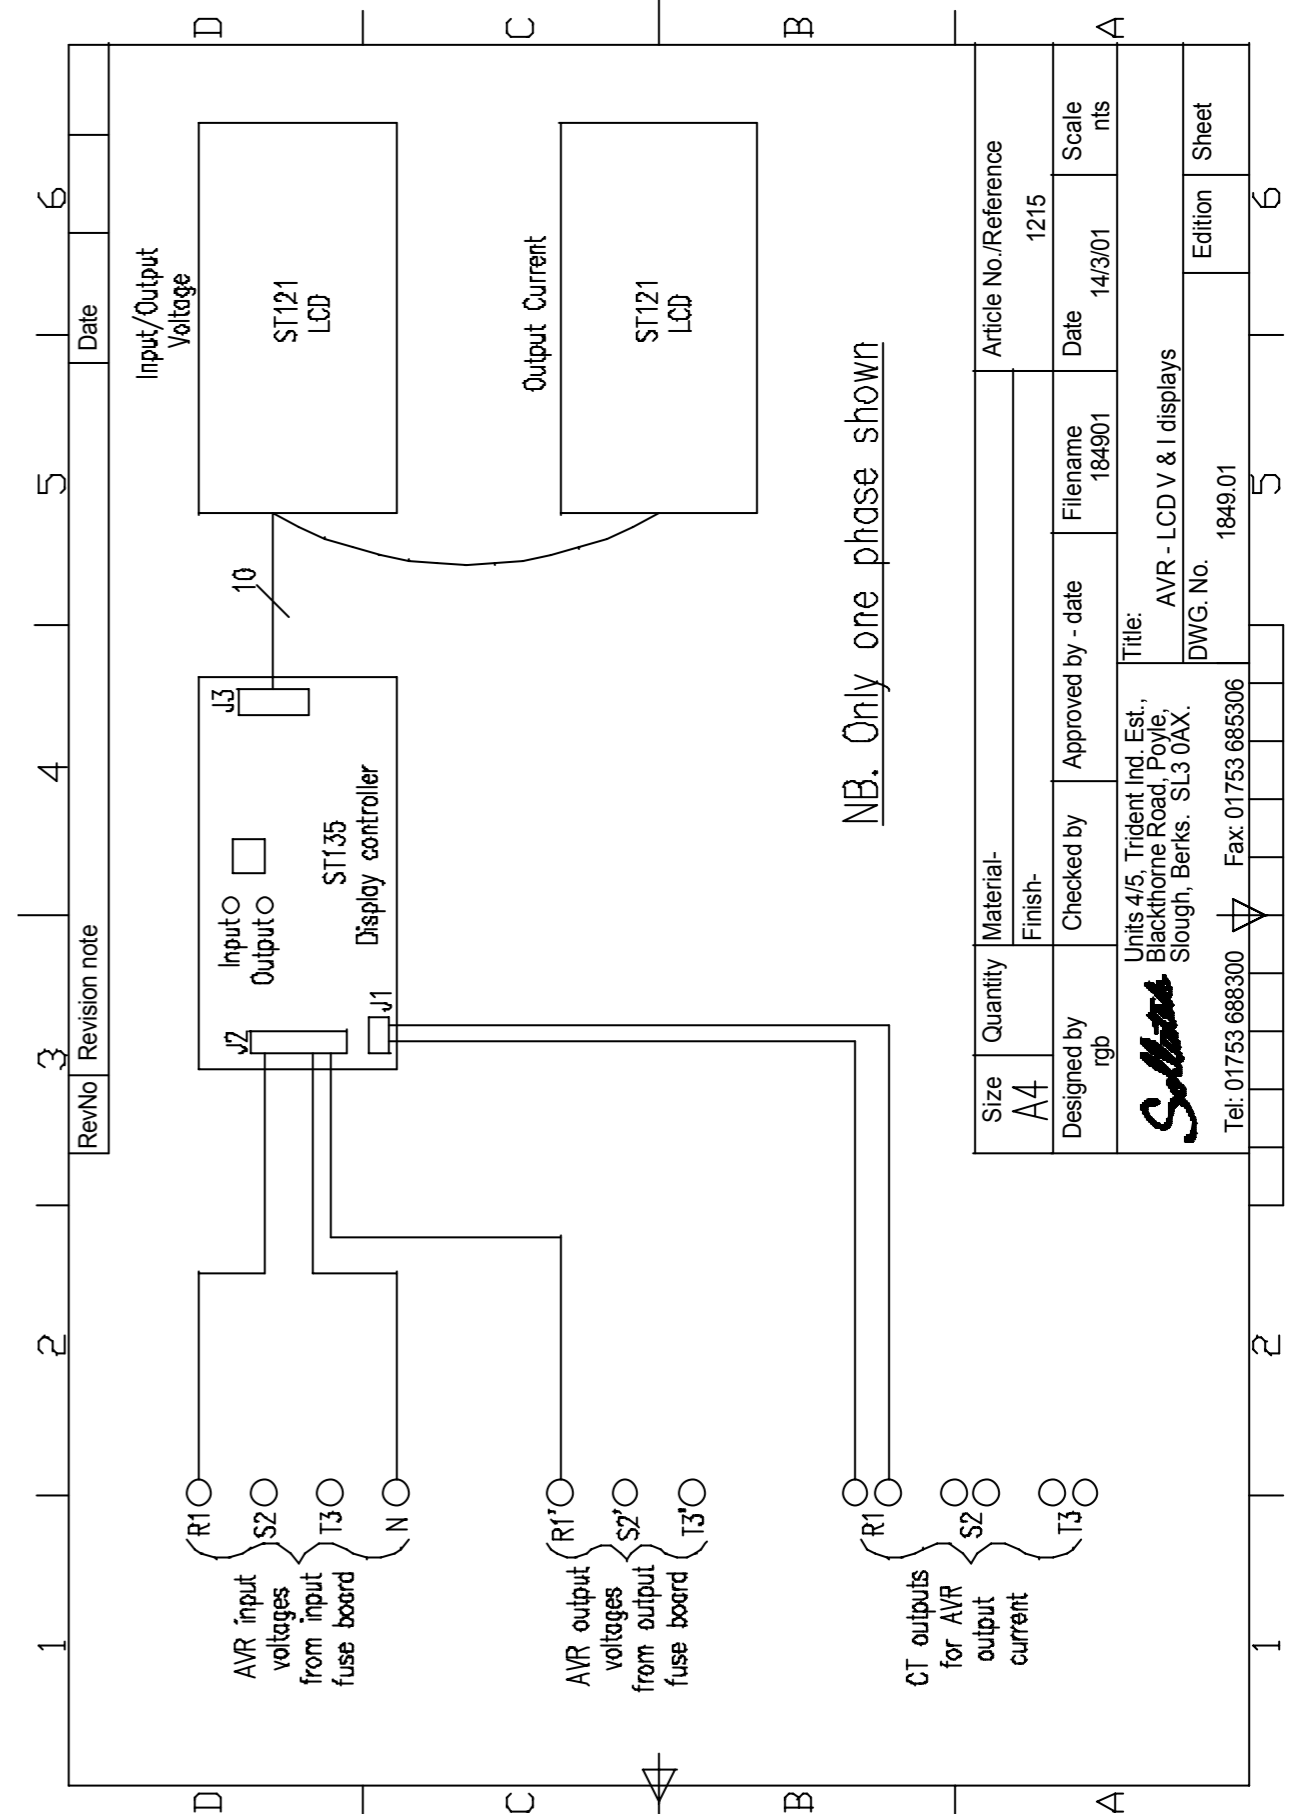 1
2
3
4
5
6
D
C
B
A
RevNo
Revision note
Date
AVR input
voltages
from input
fuse board
R1
S2
T3
N
AVR output
voltages
from output
fuse board
R1'
S2'
T3'
CT outputs
for AVR
output
current
R1
S2
T3
J2
Input
Output
J3
J1
ST135
Display controller
10
Input/Output
Voltage
ST121
LCD
Output Current
ST121
LCD
NB. Only one phase shown
Size
A4
Quantity
Material-
Finish-
Article No./Reference
1215
Designed by
rgb
Checked by
Approved by - date
Filename
184901
Date
14/3/01
Scale
nts
Sollatek
Units 4/5, Trident Ind. Est.,
Blackthorne Road, Poyle,
Slough, Berks. SL3 0AX.
Tel: 01753 688300
Fax: 01753 685306
Title:
AVR - LCD V & I displays
DWG. No.
1849.01
Edition
Sheet
D
C
B
A
1
2
5
6